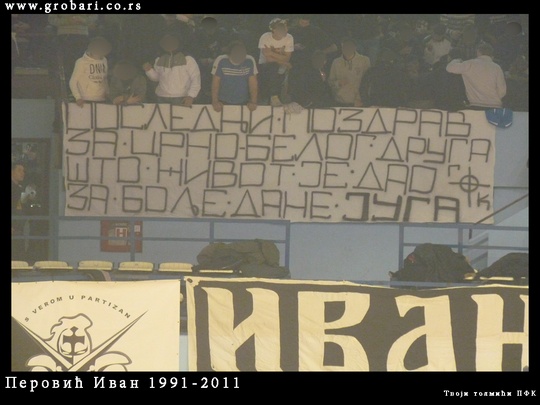 www.grobari.co.rs
ПОСЛЕДЊИ·ПОЗДРАВ
ЗА·ЦРНО-БЕЛОГ·ДРУГА
ШТО·ЖИВОТ·ЈЕ·ДАО
ЗА·БОЉЕ·ДАНЕ·ЈУГА
Г К
S VEROM U PARTIZAN
ИВАН
Перовић Иван 1991-2011
Твоји толмићи ПФК